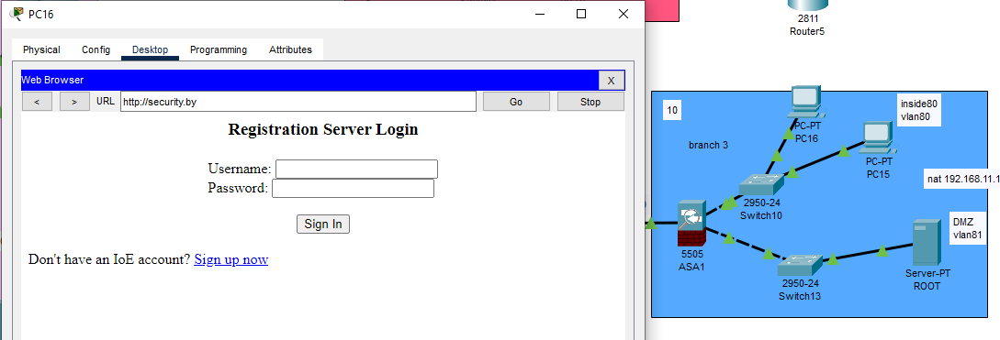 PC16
Physical Config Desktop Programming Attributes
Web Browser X
< > URL http://security.by Go Stop
Registration Server Login
Username:
Password:
Sign In
Don't have an IoE account? Sign up now
2811
Router5
10
inside80
vlan80
PC-PT
PC16
branch 3
PC-PT
PC15
nat 192.168.11.1
2950-24
Switch10
DMZ
vlan81
5505
ASA1
2950-24
Switch13
Server-PT
ROOT